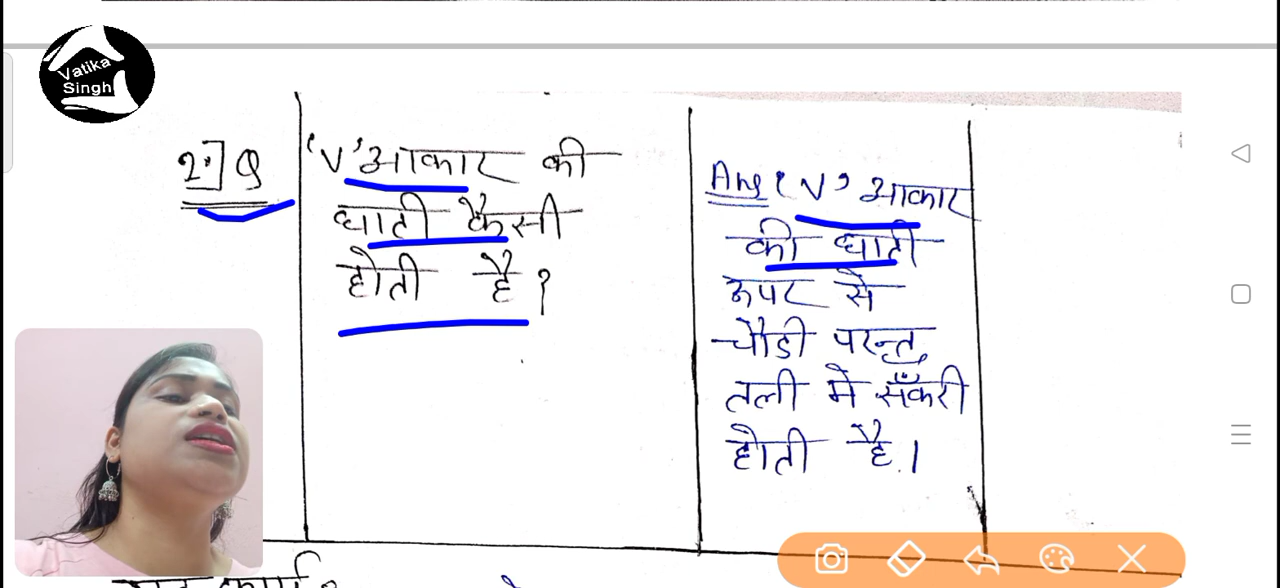 Vatika
Singh
2.] Q
'V' आकार की
घाटी कैसी
होती है?
Ans 'V' आकार
की घाटी
ऊपर से
चौडी परन्तु
तली में सँकरी
होती है।